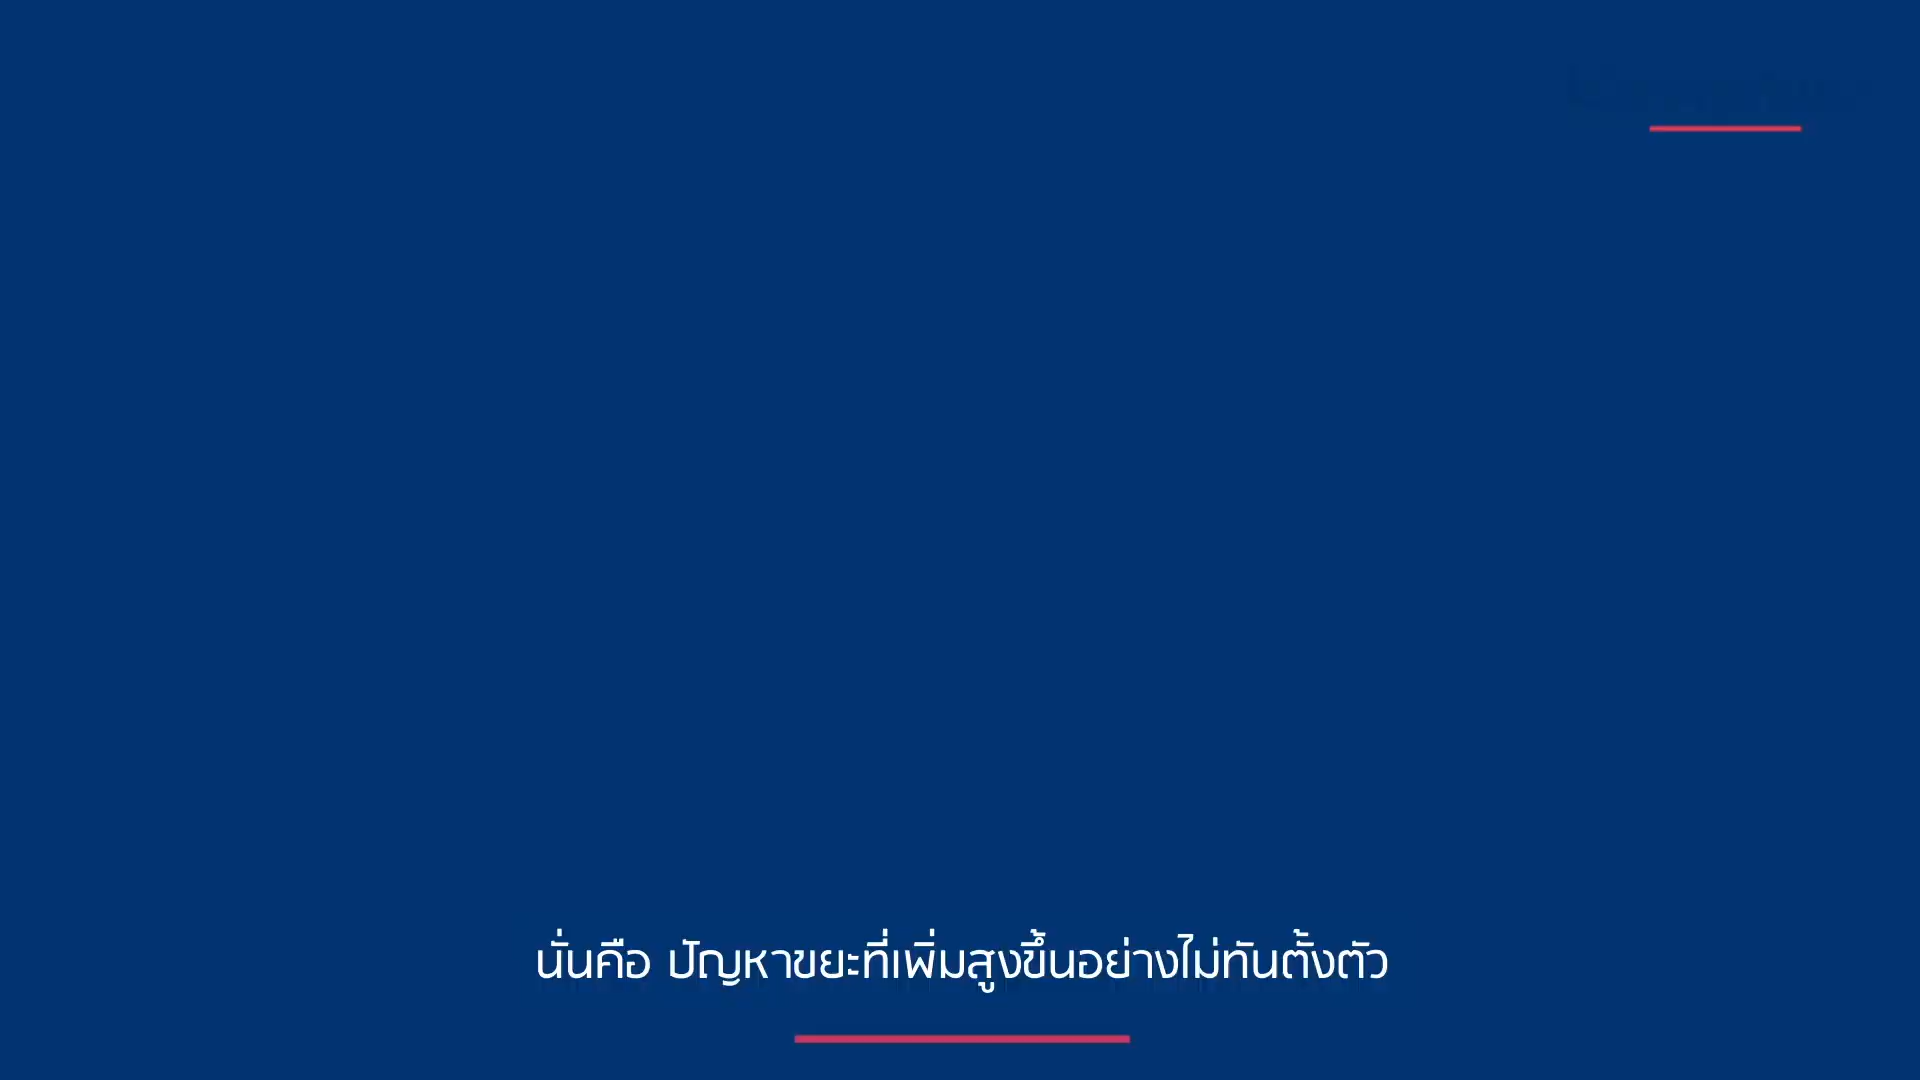 นั่นคือ ปัญหาขยะที่เพิ่มสูงขึ้นอย่างไม่ทันตั้งตัว